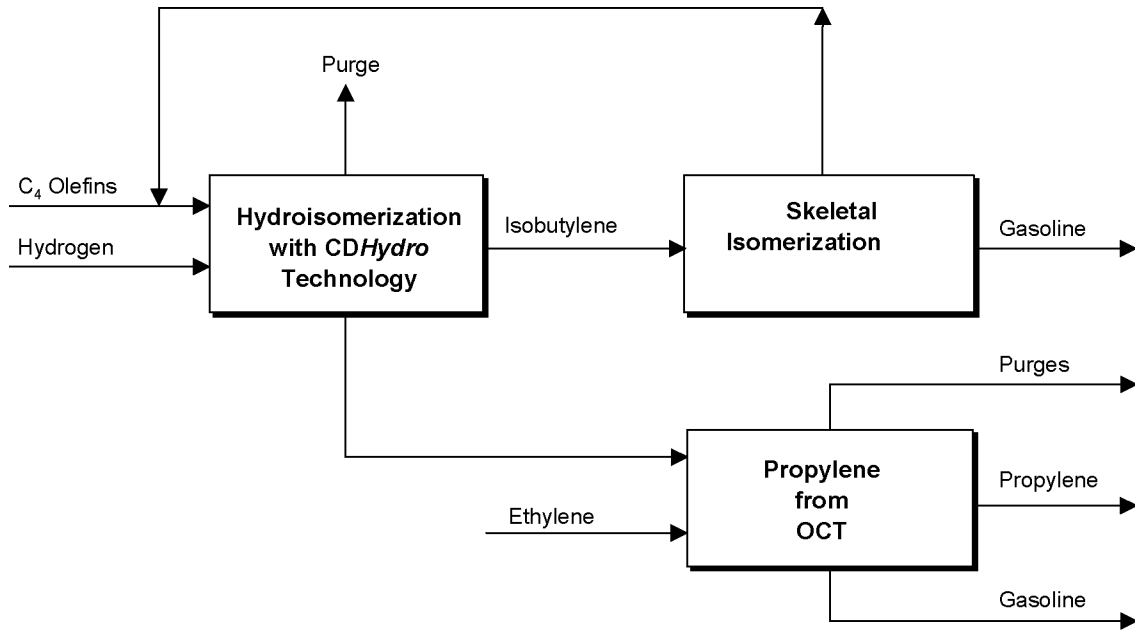 Purge
C₄ Olefins
Hydrogen
Hydroisomerization
with CDHydro
Technology
Isobutylene
Skeletal
Isomerization
Gasoline
Purges
Propylene
from
OCT
Propylene
Ethylene
Gasoline